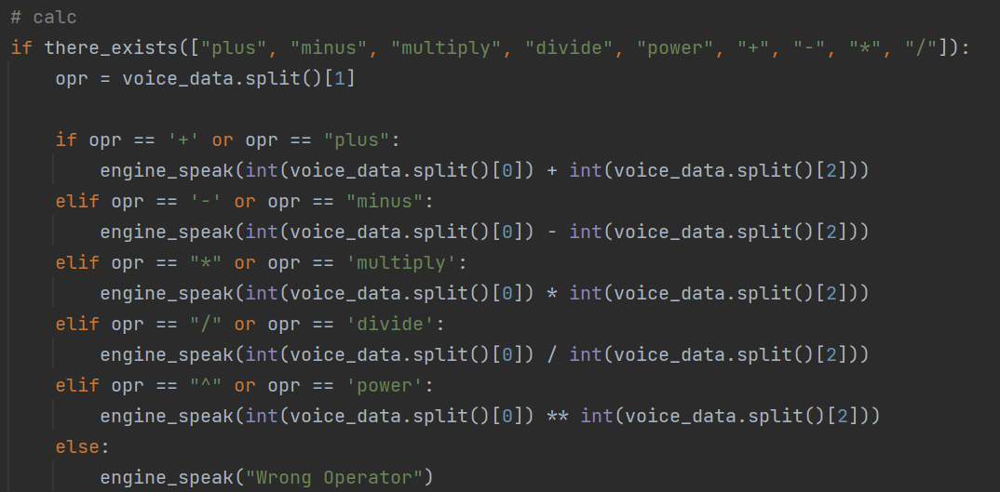 # calc
if there_exists(["plus", "minus", "multiply", "divide", "power", "+", "-", "*", "/"]):
    opr = voice_data.split()[1]

    if opr == '+' or opr == "plus":
        engine_speak(int(voice_data.split()[0]) + int(voice_data.split()[2]))
    elif opr == '-' or opr == "minus":
        engine_speak(int(voice_data.split()[0]) - int(voice_data.split()[2]))
    elif opr == "*" or opr == 'multiply':
        engine_speak(int(voice_data.split()[0]) * int(voice_data.split()[2]))
    elif opr == "/" or opr == 'divide':
        engine_speak(int(voice_data.split()[0]) / int(voice_data.split()[2]))
    elif opr == "^" or opr == 'power':
        engine_speak(int(voice_data.split()[0]) ** int(voice_data.split()[2]))
    else:
        engine_speak("Wrong Operator")